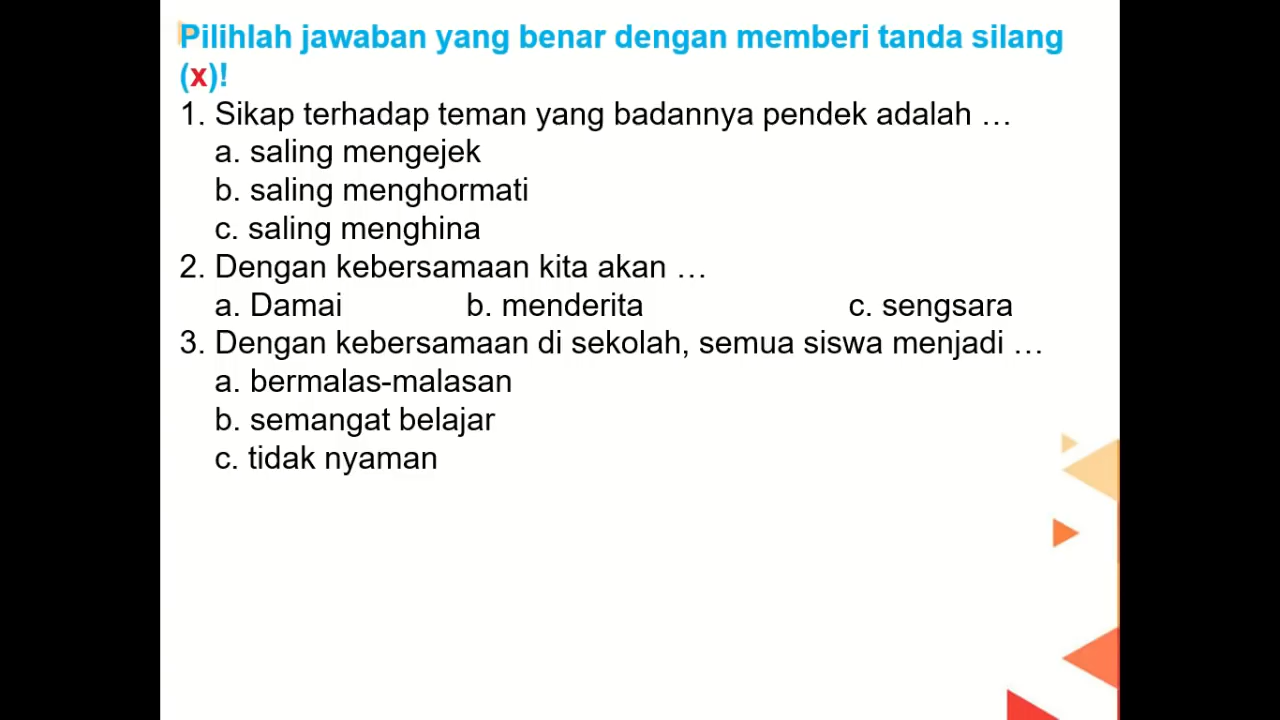 Pilihlah jawaban yang benar dengan memberi tanda silang
(x)!
1. Sikap terhadap teman yang badannya pendek adalah …
a. saling mengejek
b. saling menghormati
c. saling menghina
2. Dengan kebersamaan kita akan …
a. Damai b. menderita c. sengsara
3. Dengan kebersamaan di sekolah, semua siswa menjadi …
a. bermalas-malasan
b. semangat belajar
c. tidak nyaman